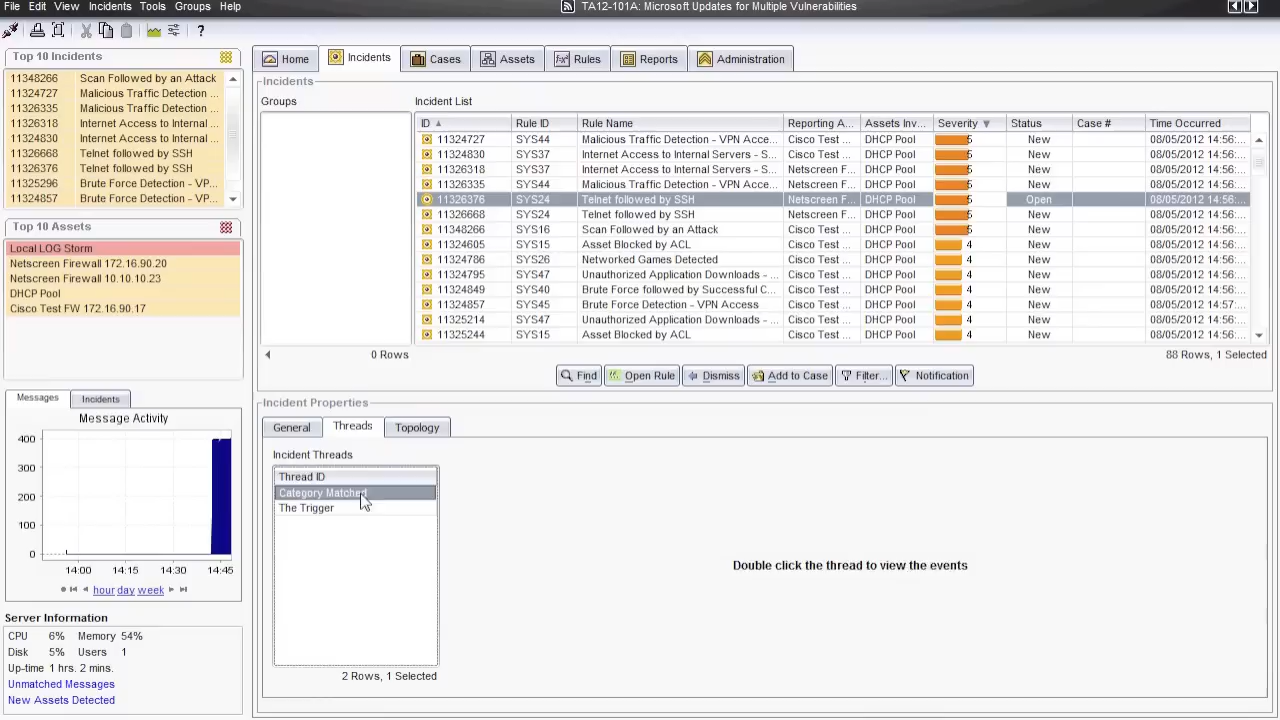 File Edit View Incidents Tools Groups Help
TA12-101A: Microsoft Updates for Multiple Vulnerabilities
Top 10 Incidents
11348266 Scan Followed by an Attack
11324727 Malicious Traffic Detection ...
11326335 Malicious Traffic Detection ...
11326318 Internet Access to Internal ...
11324830 Internet Access to Internal ...
11326668 Telnet followed by SSH
11326376 Telnet followed by SSH
11325296 Brute Force Detection - VP...
11324857 Brute Force Detection - VP...
Top 10 Assets
Local LOG Storm
Netscreen Firewall 172.16.90.20
Netscreen Firewall 10.10.10.23
DHCP Pool
Cisco Test FW 172.16.90.17
Messages Incidents
Message Activity
400
300
200
100
0
14:00 14:15 14:30 14:45
hour day week
Server Information
CPU 6% Memory 54%
Disk 5% Users 1
Up-time 1 hrs. 2 mins.
Unmatched Messages
New Assets Detected
Home Incidents Cases Assets Rules Reports Administration
Incidents
Groups
0 Rows
Incident List
ID Rule ID Rule Name Reporting A... Assets Inv... Severity Status Case # Time Occurred
11324727 SYS44 Malicious Traffic Detection - VPN Acce... Cisco Test ... DHCP Pool 5 New 08/05/2012 14:56:...
11324830 SYS37 Internet Access to Internal Servers - S... Cisco Test ... DHCP Pool 5 New 08/05/2012 14:56:...
11326318 SYS37 Internet Access to Internal Servers - S... Netscreen F... DHCP Pool 5 New 08/05/2012 14:56:...
11326335 SYS44 Malicious Traffic Detection - VPN Acce... Netscreen F... DHCP Pool 5 New 08/05/2012 14:56:...
11326376 SYS24 Telnet followed by SSH Netscreen F... DHCP Pool 5 Open 08/05/2012 14:56:...
11326668 SYS24 Telnet followed by SSH Netscreen F... DHCP Pool 5 New 08/05/2012 14:56:...
11348266 SYS16 Scan Followed by an Attack Cisco Test ... DHCP Pool 5 New 08/05/2012 14:56:...
11324605 SYS15 Asset Blocked by ACL Cisco Test ... DHCP Pool 4 New 08/05/2012 14:56:...
11324786 SYS26 Networked Games Detected Cisco Test ... DHCP Pool 4 New 08/05/2012 14:56:...
11324795 SYS47 Unauthorized Application Downloads - ... Cisco Test ... DHCP Pool 4 New 08/05/2012 14:56:...
11324849 SYS40 Brute Force followed by Successful C... Cisco Test ... DHCP Pool 4 New 08/05/2012 14:56:...
11324857 SYS45 Brute Force Detection - VPN Access Cisco Test ... DHCP Pool 4 New 08/05/2012 14:57:...
11325214 SYS47 Unauthorized Application Downloads - ... Cisco Test ... DHCP Pool 4 New 08/05/2012 14:56:...
11325244 SYS15 Asset Blocked by ACL Cisco Test ... DHCP Pool 4 New 08/05/2012 14:56:...
88 Rows, 1 Selected
Find Open Rule Dismiss Add to Case Filter... Notification
Incident Properties
General Threads Topology
Incident Threads
Thread ID
Category Matched
The Trigger
2 Rows, 1 Selected
Double click the thread to view the events